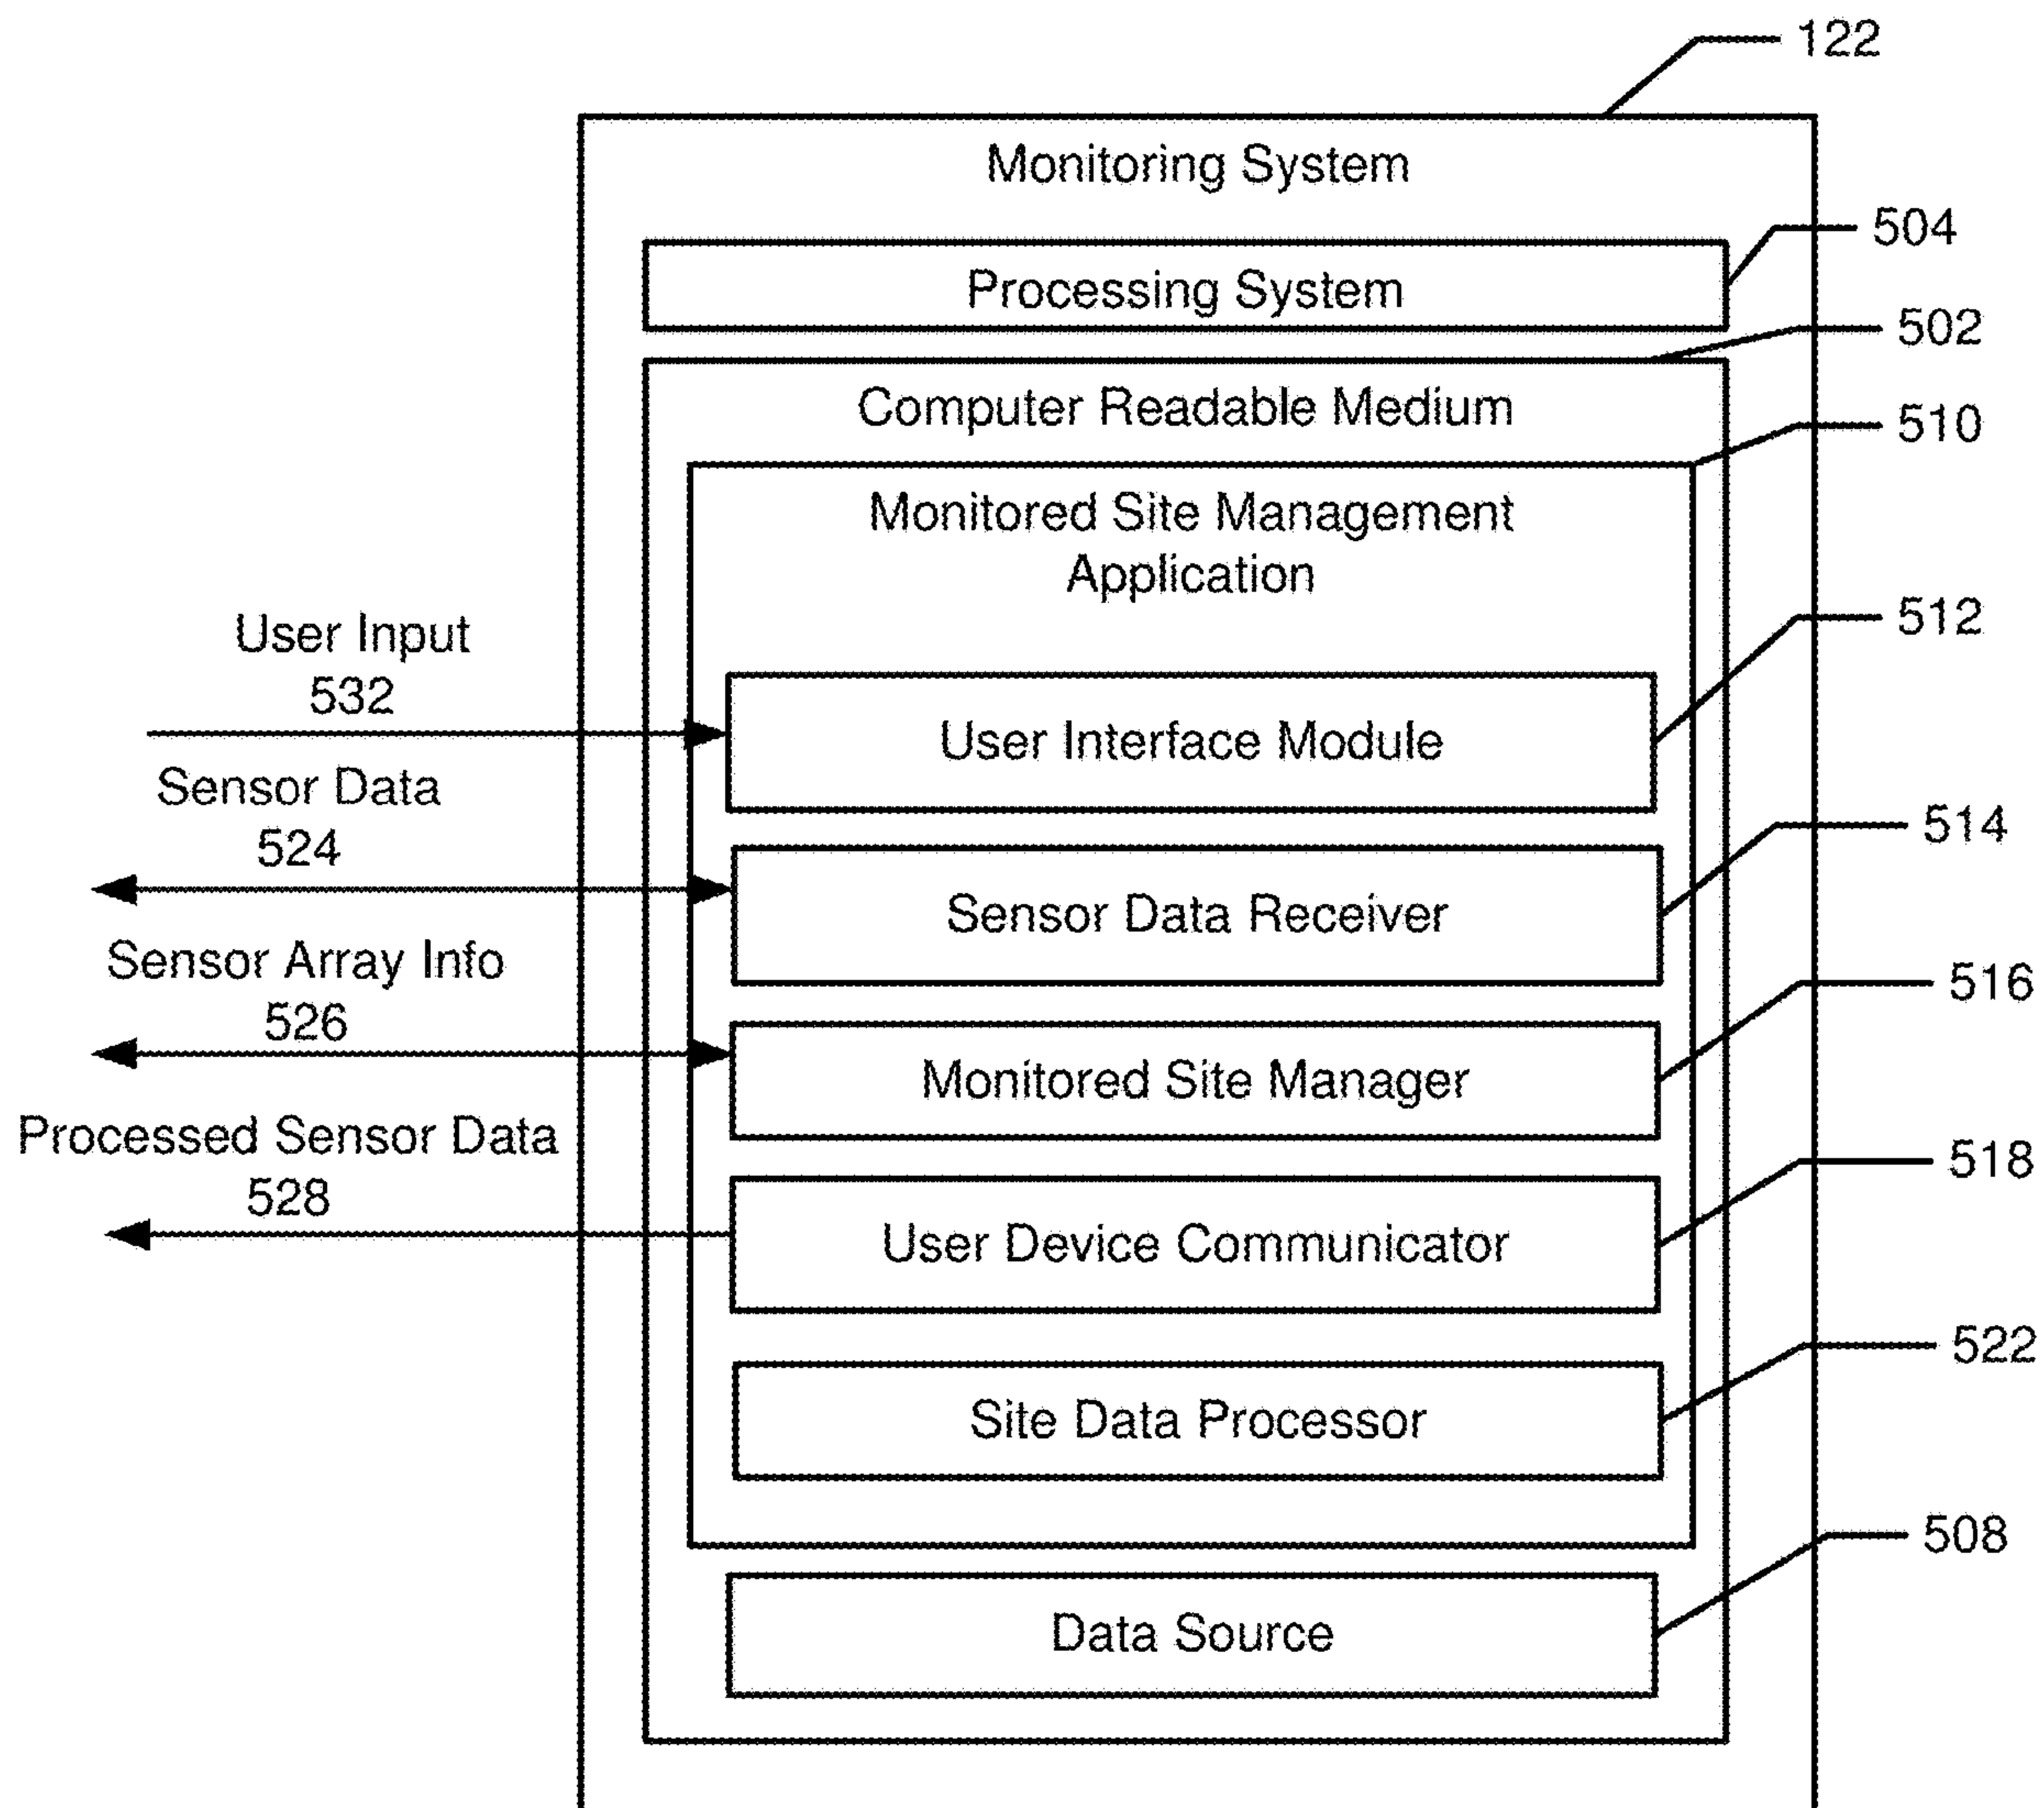 122
Monitoring System
504
Processing System
502
Computer Readable Medium
510
Monitored Site Management
Application
512
User Input
532
User Interface Module
Sensor Data
524
514
Sensor Data Receiver
Sensor Array Info
526
516
Monitored Site Manager
Processed Sensor Data
528
518
User Device Communicator
522
Site Data Processor
508
Data Source